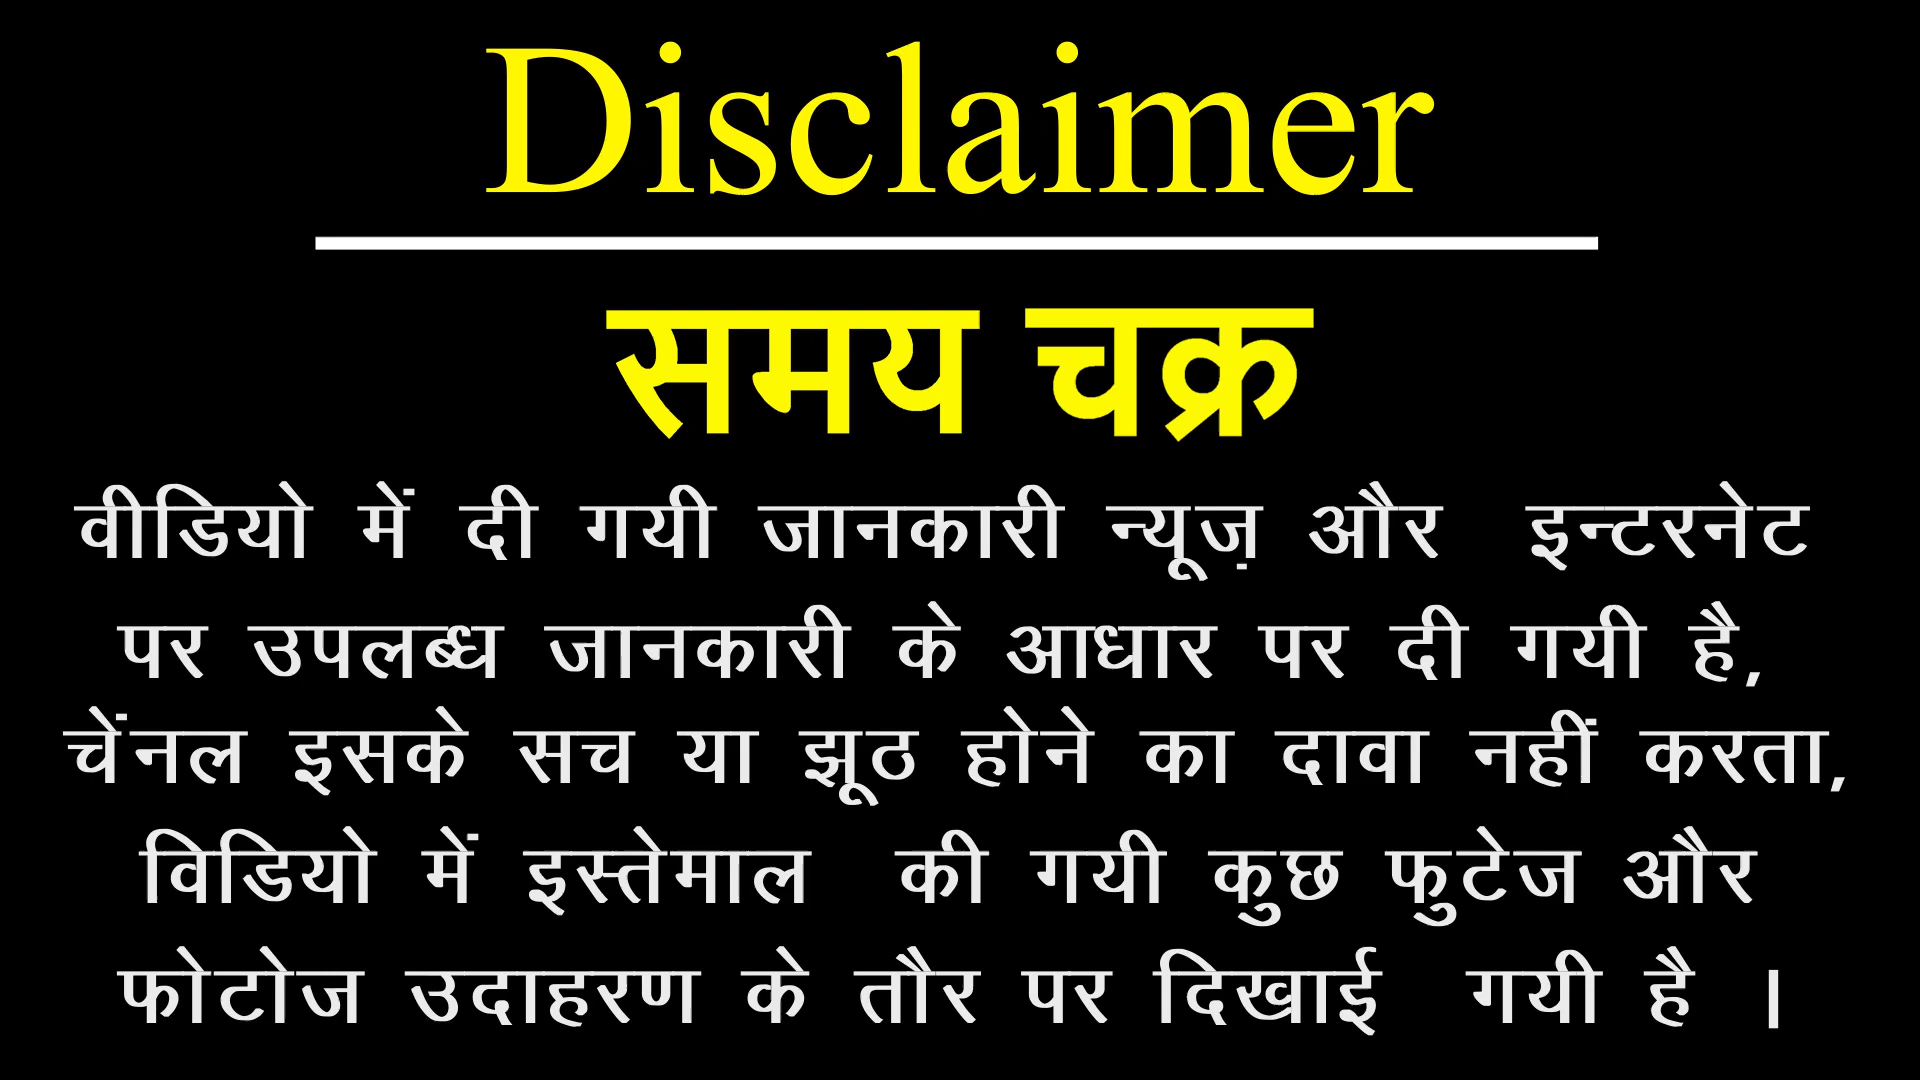 Disclaimer
समय चक्र
वीडियो में दी गयी जानकारी न्यूज़ और इन्टरनेट
पर उपलब्ध जानकारी के आधार पर दी गयी है,
चेंनल इसके सच या झूठ होने का दावा नहीं करता,
विडियो में इस्तेमाल की गयी कुछ फुटेज और
फोटोज उदाहरण के तौर पर दिखाई गयी है ।